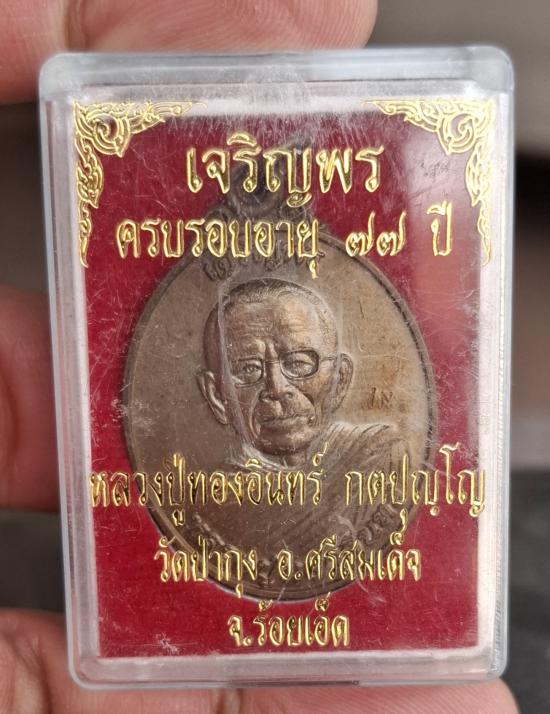 เจริญพร
ครบรอบอายุ ๗๗ ปี
หลวงปู่ทองอินทร์ กตปุญฺโญ
วัดป่ากุง อ.ศรีสมเด็จ
จ.ร้อยเอ็ด